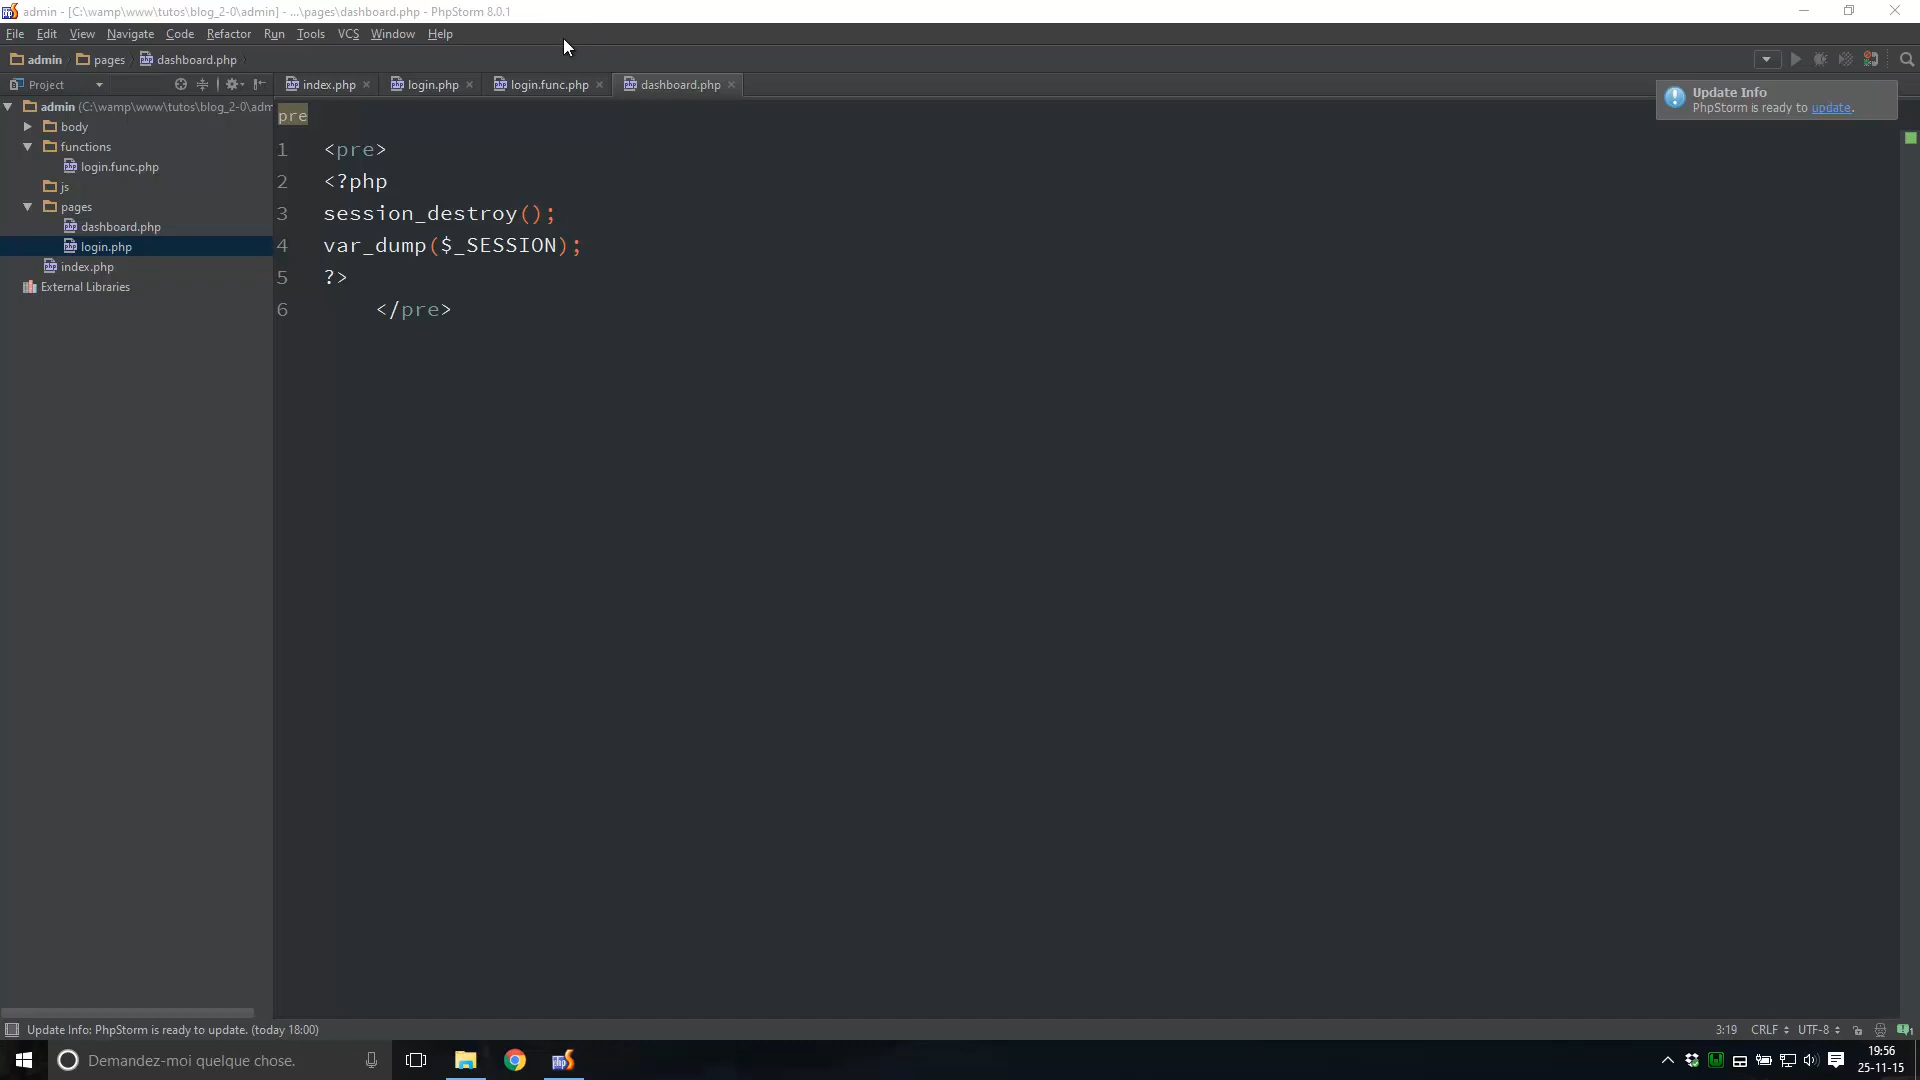 admin - [C:\wamp\www\tutos\blog_2-0\admin] - ...\pages\dashboard.php - PhpStorm 8.0.1
File Edit View Navigate Code Refactor Run Tools VCS Window Help
admin pages dashboard.php
Project index.php login.php login.func.php dashboard.php
Update Info
PhpStorm is ready to update.
admin (C:\wamp\www\tutos\blog_2-0\adm
body
functions
login.func.php
js
pages
dashboard.php
login.php
index.php
External Libraries
pre
1 <pre>
2 <?php
3 session_destroy();
4 var_dump($_SESSION);
5 ?>
6 </pre>
Update Info: PhpStorm is ready to update. (today 18:00) 3:19 CRLF UTF-8
Demandez-moi quelque chose.
19:56
25-11-15